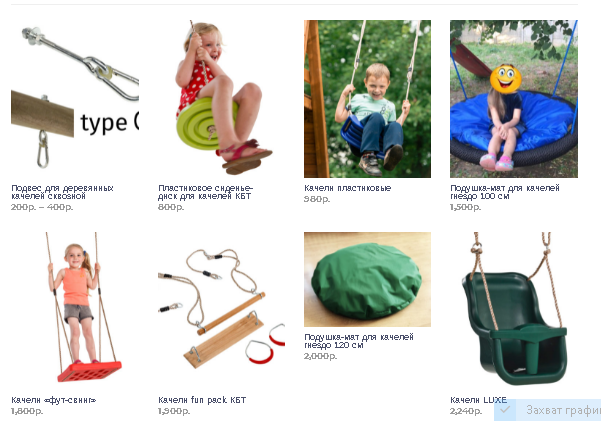 type
Подвес для деревянных
качелей сквозной
200р. – 400р.
Пластиковое сиденье-
диск для качелей КБТ
800р.
Качели пластиковые
980р.
Подушка-мат для качелей
гнездо 100 см
1,500р.
Качели «фут-свинг»
1,800р.
Качели fun pack КБТ
1,900р.
Подушка-мат для качелей
гнездо 120 см
2,000р.
Качели LUXE
2,240р.
Захват графи